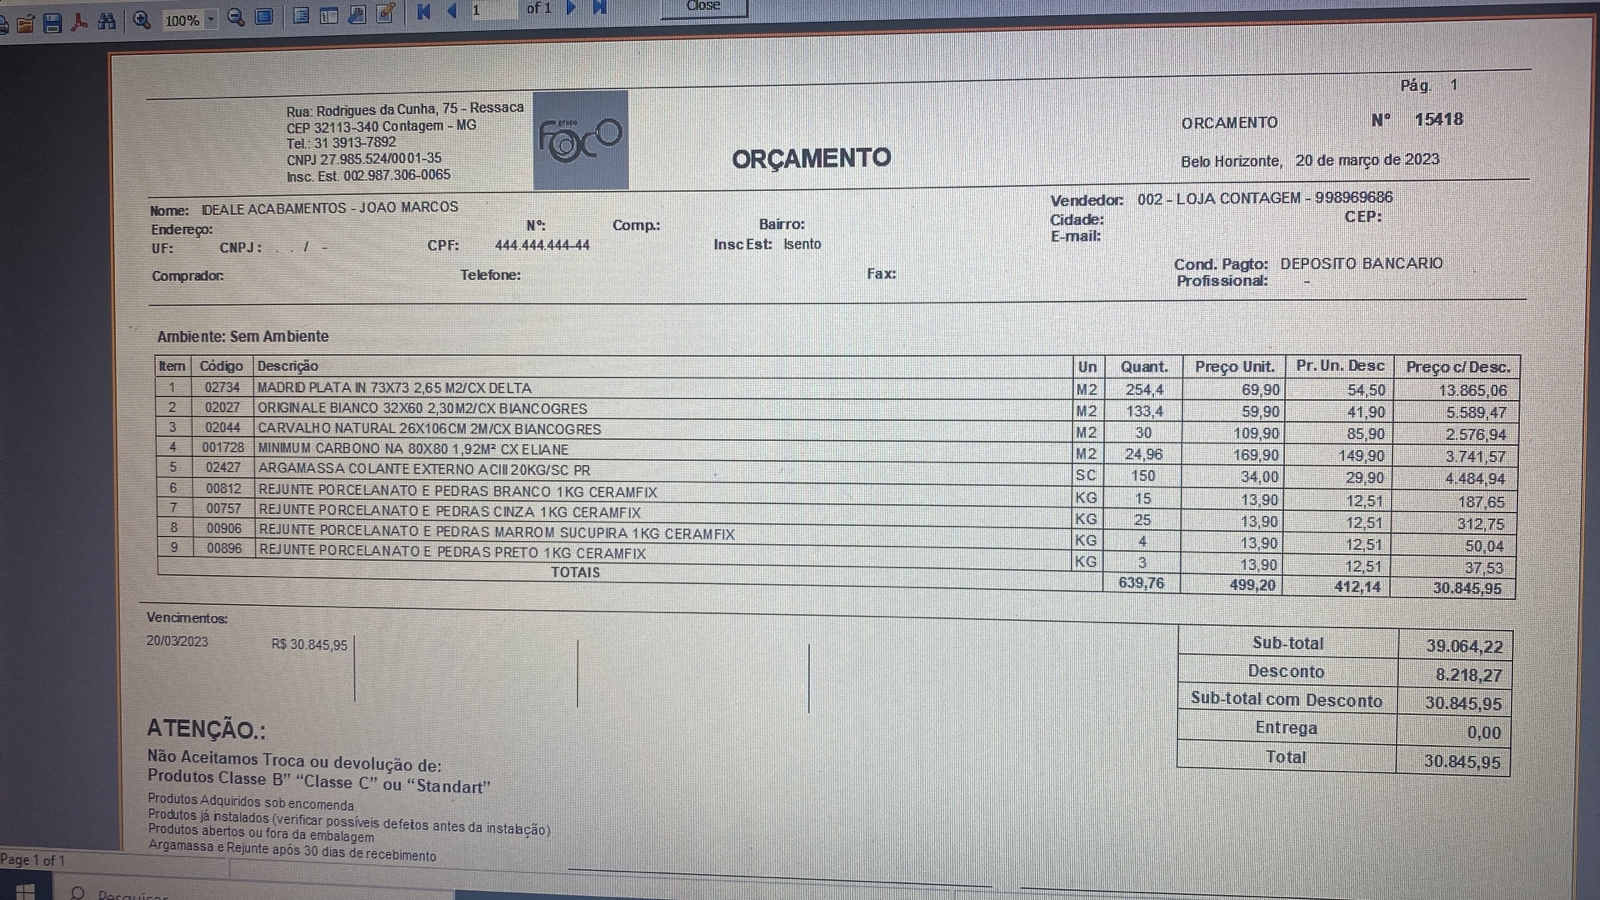 100%
1
of 1
Close
Pág. 1
Rua: Rodrigues da Cunha, 75 - Ressaca
CEP 32113-340 Contagem - MG
Tel.: 31 3913-7892
CNPJ 27.985.524/0001-35
Insc. Est. 002.987.306-0065
grupo
FOCO
ORÇAMENTO
ORCAMENTO Nº 15418
Belo Horizonte, 20 de março de 2023
Nome: IDEALE ACABAMENTOS - JOAO MARCOS
Vendedor: 002 - LOJA CONTAGEM - 998969686
Endereço: Nº: Comp.: Bairro: Cidade: CEP:
UF: CNPJ: . . / - CPF: 444.444.444-44 Insc Est: Isento E-mail:
Comprador: Telefone: Fax: Cond. Pagto: DEPOSITO BANCARIO
Profissional: -
Ambiente: Sem Ambiente
Item Código Descrição Un Quant. Preço Unit. Pr. Un. Desc Preço c/ Desc.
1 02734 MADRID PLATA IN 73X73 2,65 M2/CX DELTA M2 254,4 69,90 54,50 13.865,06
2 02027 ORIGINALE BIANCO 32X60 2,30M2/CX BIANCOGRES M2 133,4 59,90 41,90 5.589,47
3 02044 CARVALHO NATURAL 26X106CM 2M/CX BIANCOGRES M2 30 109,90 85,90 2.576,94
4 001728 MINIMUM CARBONO NA 80X80 1,92M² CX ELIANE M2 24,96 169,90 149,90 3.741,57
5 02427 ARGAMASSA COLANTE EXTERNO ACIII 20KG/SC PR SC 150 34,00 29,90 4.484,94
6 00812 REJUNTE PORCELANATO E PEDRAS BRANCO 1KG CERAMFIX KG 15 13,90 12,51 187,65
7 00757 REJUNTE PORCELANATO E PEDRAS CINZA 1KG CERAMFIX KG 25 13,90 12,51 312,75
8 00906 REJUNTE PORCELANATO E PEDRAS MARROM SUCUPIRA 1KG CERAMFIX KG 4 13,90 12,51 50,04
9 00896 REJUNTE PORCELANATO E PEDRAS PRETO 1KG CERAMFIX KG 3 13,90 12,51 37,53
TOTAIS 639,76 499,20 412,14 30.845,95
Vencimentos:
20/03/2023 R$ 30.845,95
Sub-total 39.064,22
Desconto 8.218,27
Sub-total com Desconto 30.845,95
Entrega 0,00
Total 30.845,95
ATENÇÃO.:
Não Aceitamos Troca ou devolução de:
Produtos Classe B” “Classe C” ou “Standart”
Produtos Adquiridos sob encomenda
Produtos já instalados (verificar possíveis defeitos antes da instalação)
Produtos abertos ou fora da embalagem
Argamassa e Rejunte após 30 dias de recebimento
Page 1 of 1